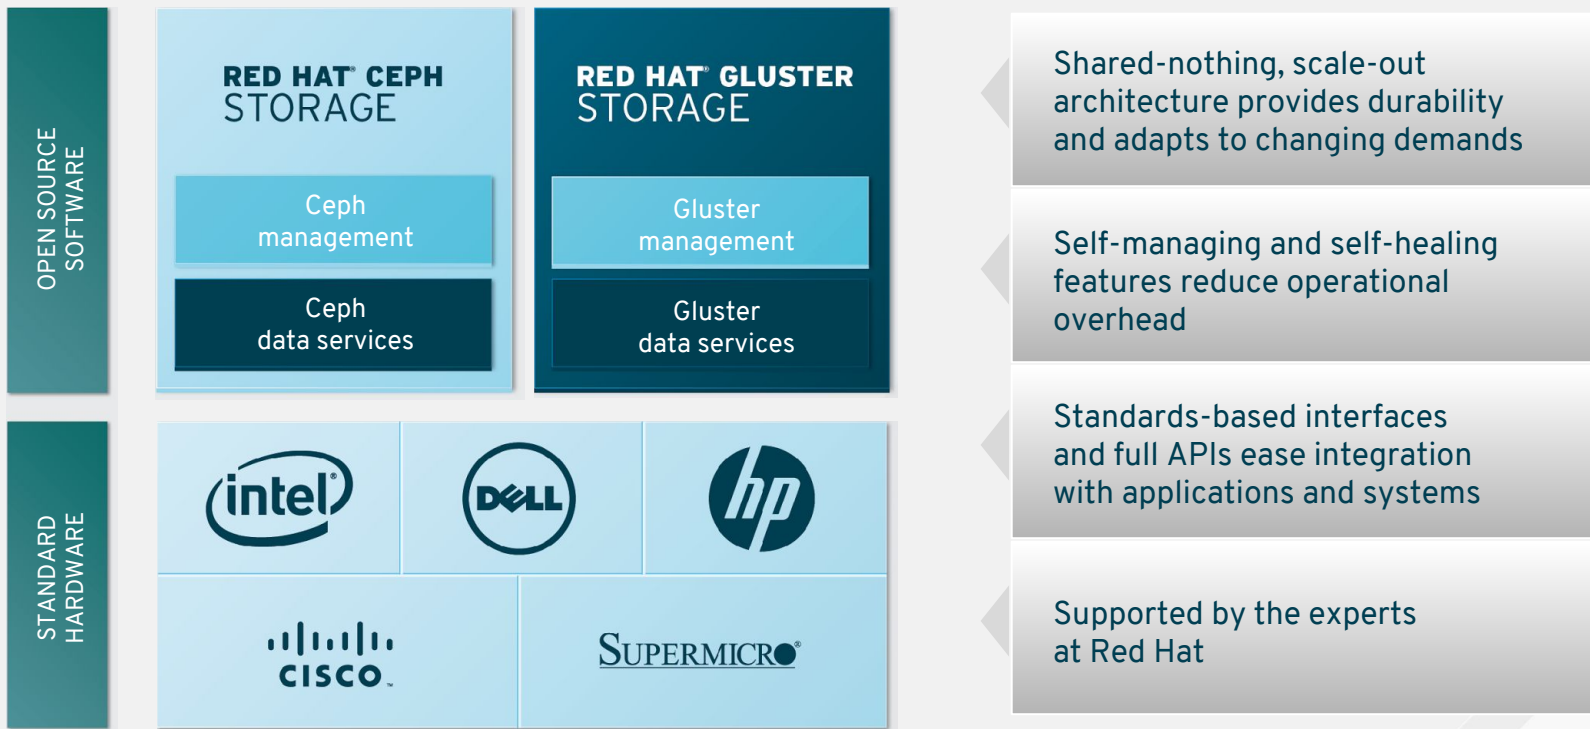 OPEN SOURCE
SOFTWARE
RED HAT® CEPH
STORAGE
Ceph
management
Ceph
data services
RED HAT® GLUSTER
STORAGE
Gluster
management
Gluster
data services
STANDARD
HARDWARE
intel®
DELL
hp
CISCO™
SUPERMICRO®
Shared-nothing, scale-out
architecture provides durability
and adapts to changing demands
Self-managing and self-healing
features reduce operational
overhead
Standards-based interfaces
and full APIs ease integration
with applications and systems
Supported by the experts
at Red Hat